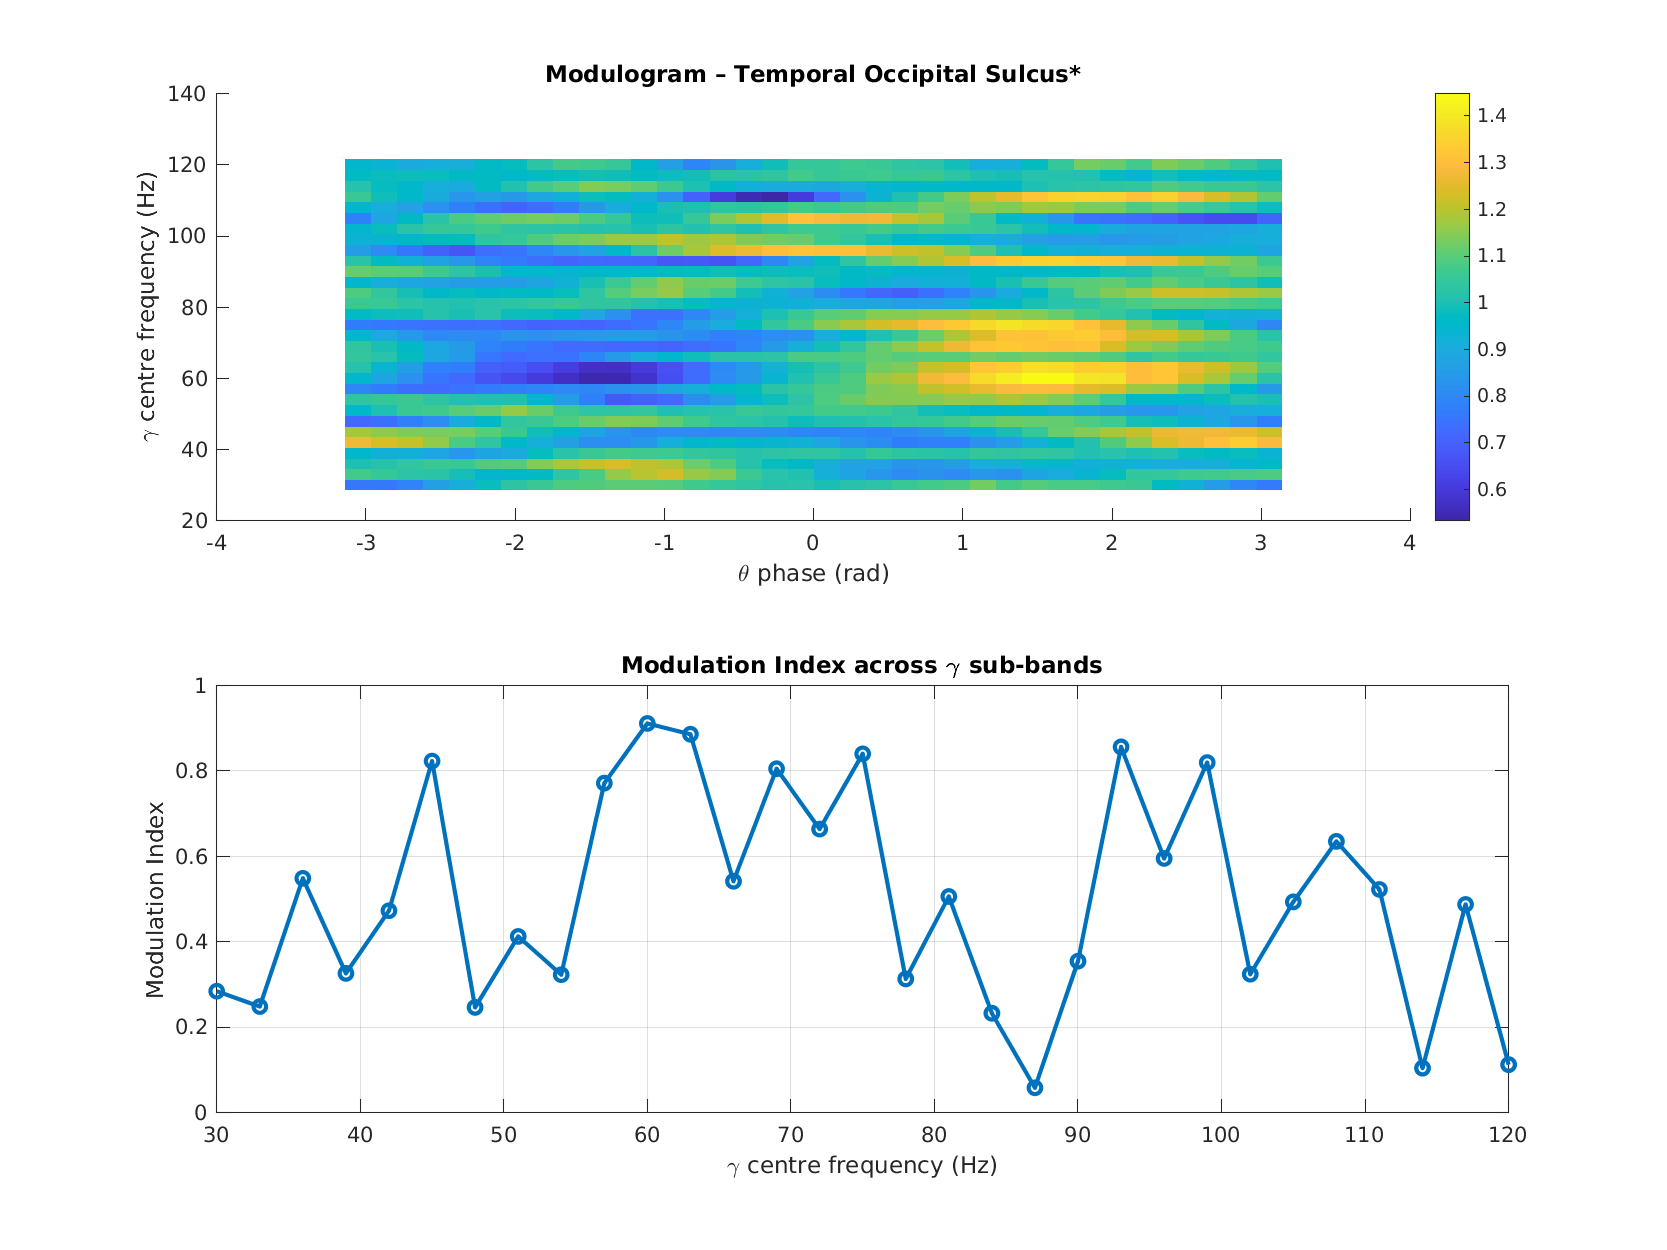 Modulogram – Temporal Occipital Sulcus*
140
120
100
80
60
40
20
γ centre frequency (Hz)
-4 -3 -2 -1 0 1 2 3 4
θ phase (rad)
1.4
1.3
1.2
1.1
1
0.9
0.8
0.7
0.6
Modulation Index across γ sub-bands
1
0.8
0.6
0.4
0.2
0
Modulation Index
30 40 50 60 70 80 90 100 110 120
γ centre frequency (Hz)